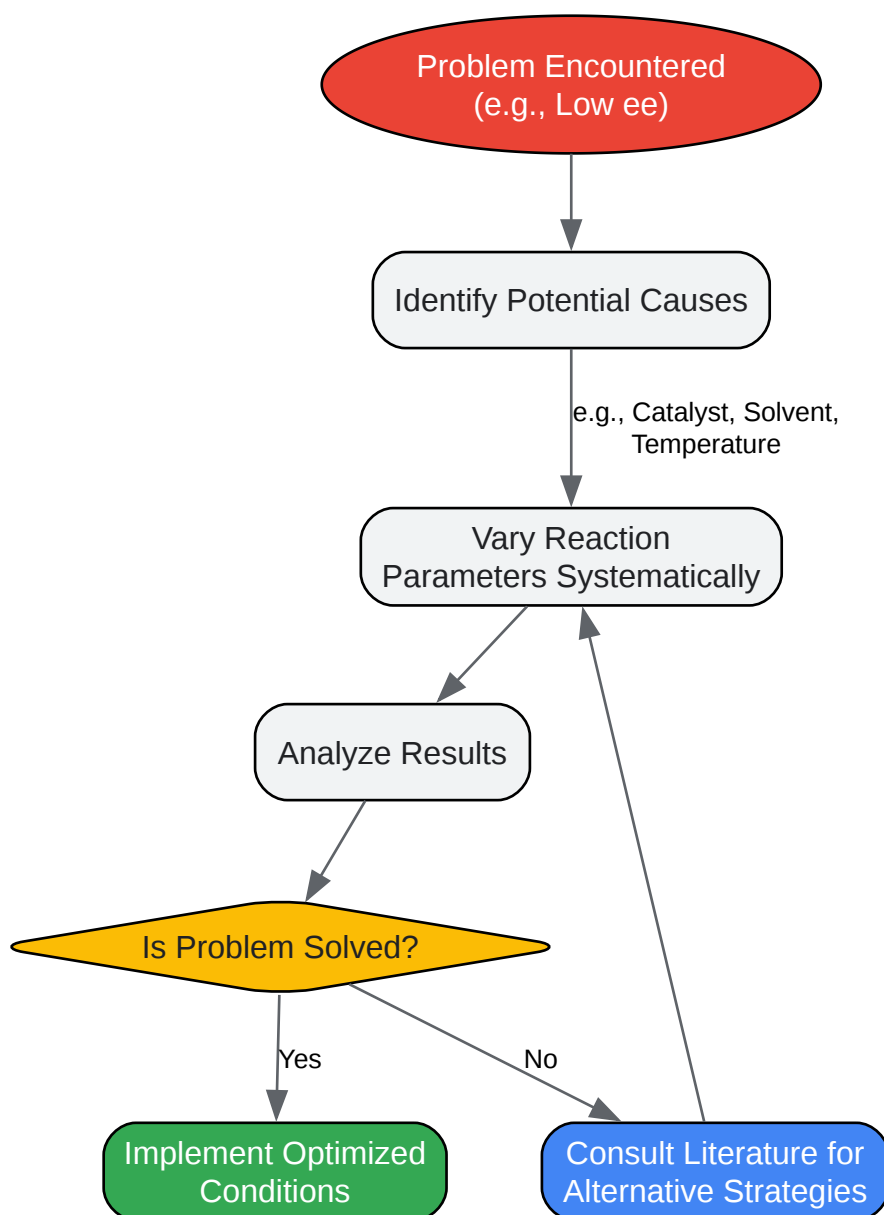 Problem Encountered
(e.g., Low ee)
Identify Potential Causes
e.g., Catalyst, Solvent,
Temperature
Vary Reaction
Parameters Systematically
Analyze Results
Is Problem Solved?
Yes
No
Implement Optimized
Conditions
Consult Literature for
Alternative Strategies